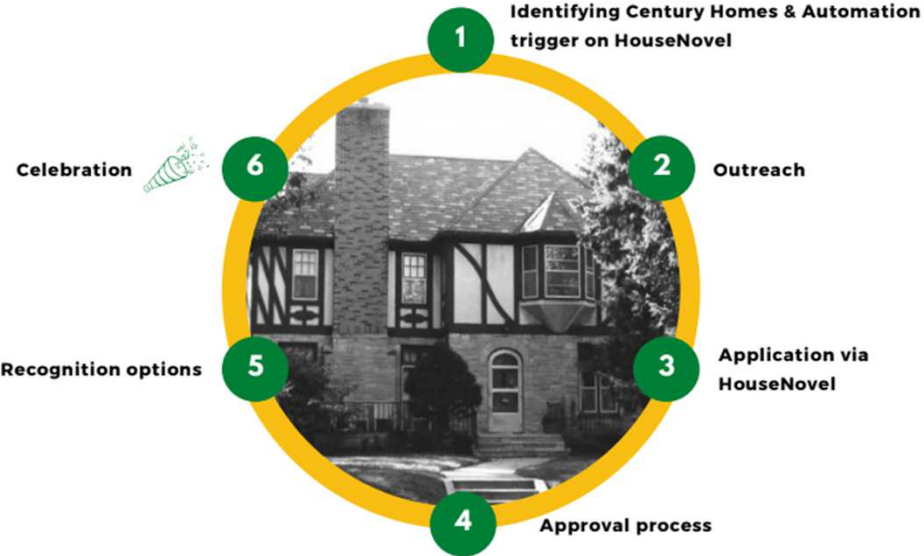 1
Identifying Century Homes & Automation
trigger on HouseNovel
2
Outreach
3
Application via
HouseNovel
4
Approval process
5
Recognition options
6
Celebration